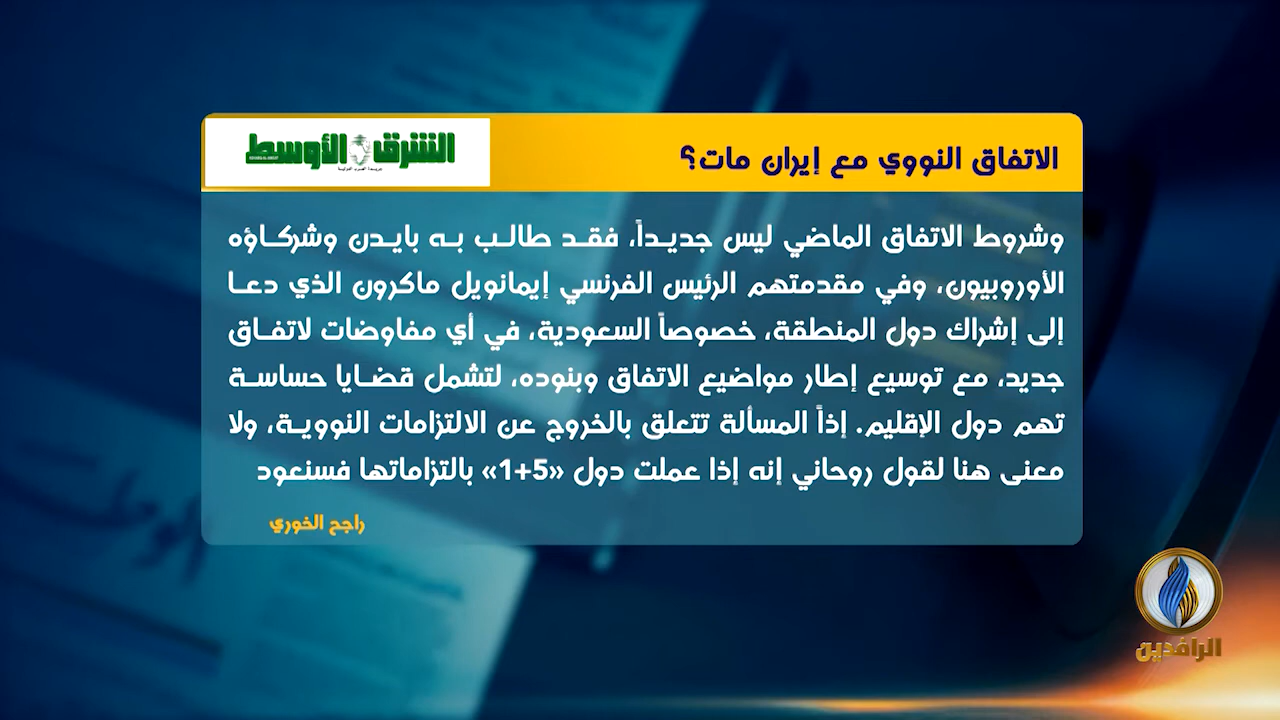 الاتفاق النووي مع إيران مات؟
الشرق الأوسط
جريدة العرب الدولية
وشروط الاتفاق الماضي ليس جديداً، فقد طالب به بايدن وشركاؤه
الأوروبيون، وفي مقدمتهم الرئيس الفرنسي إيمانويل ماكرون الذي دعا
إلى إشراك دول المنطقة، خصوصاً السعودية، في أي مفاوضات لاتفاق
جديد، مع توسيع إطار مواضيع الاتفاق وبنوده، لتشمل قضايا حساسة
تهم دول الإقليم. إذاً المسألة تتعلق بالخروج عن الالتزامات النووية، ولا
معنى هنا لقول روحاني إنه إذا عملت دول «5+1» بالتزاماتها فسنعود
راجح الخوري
الرافدين